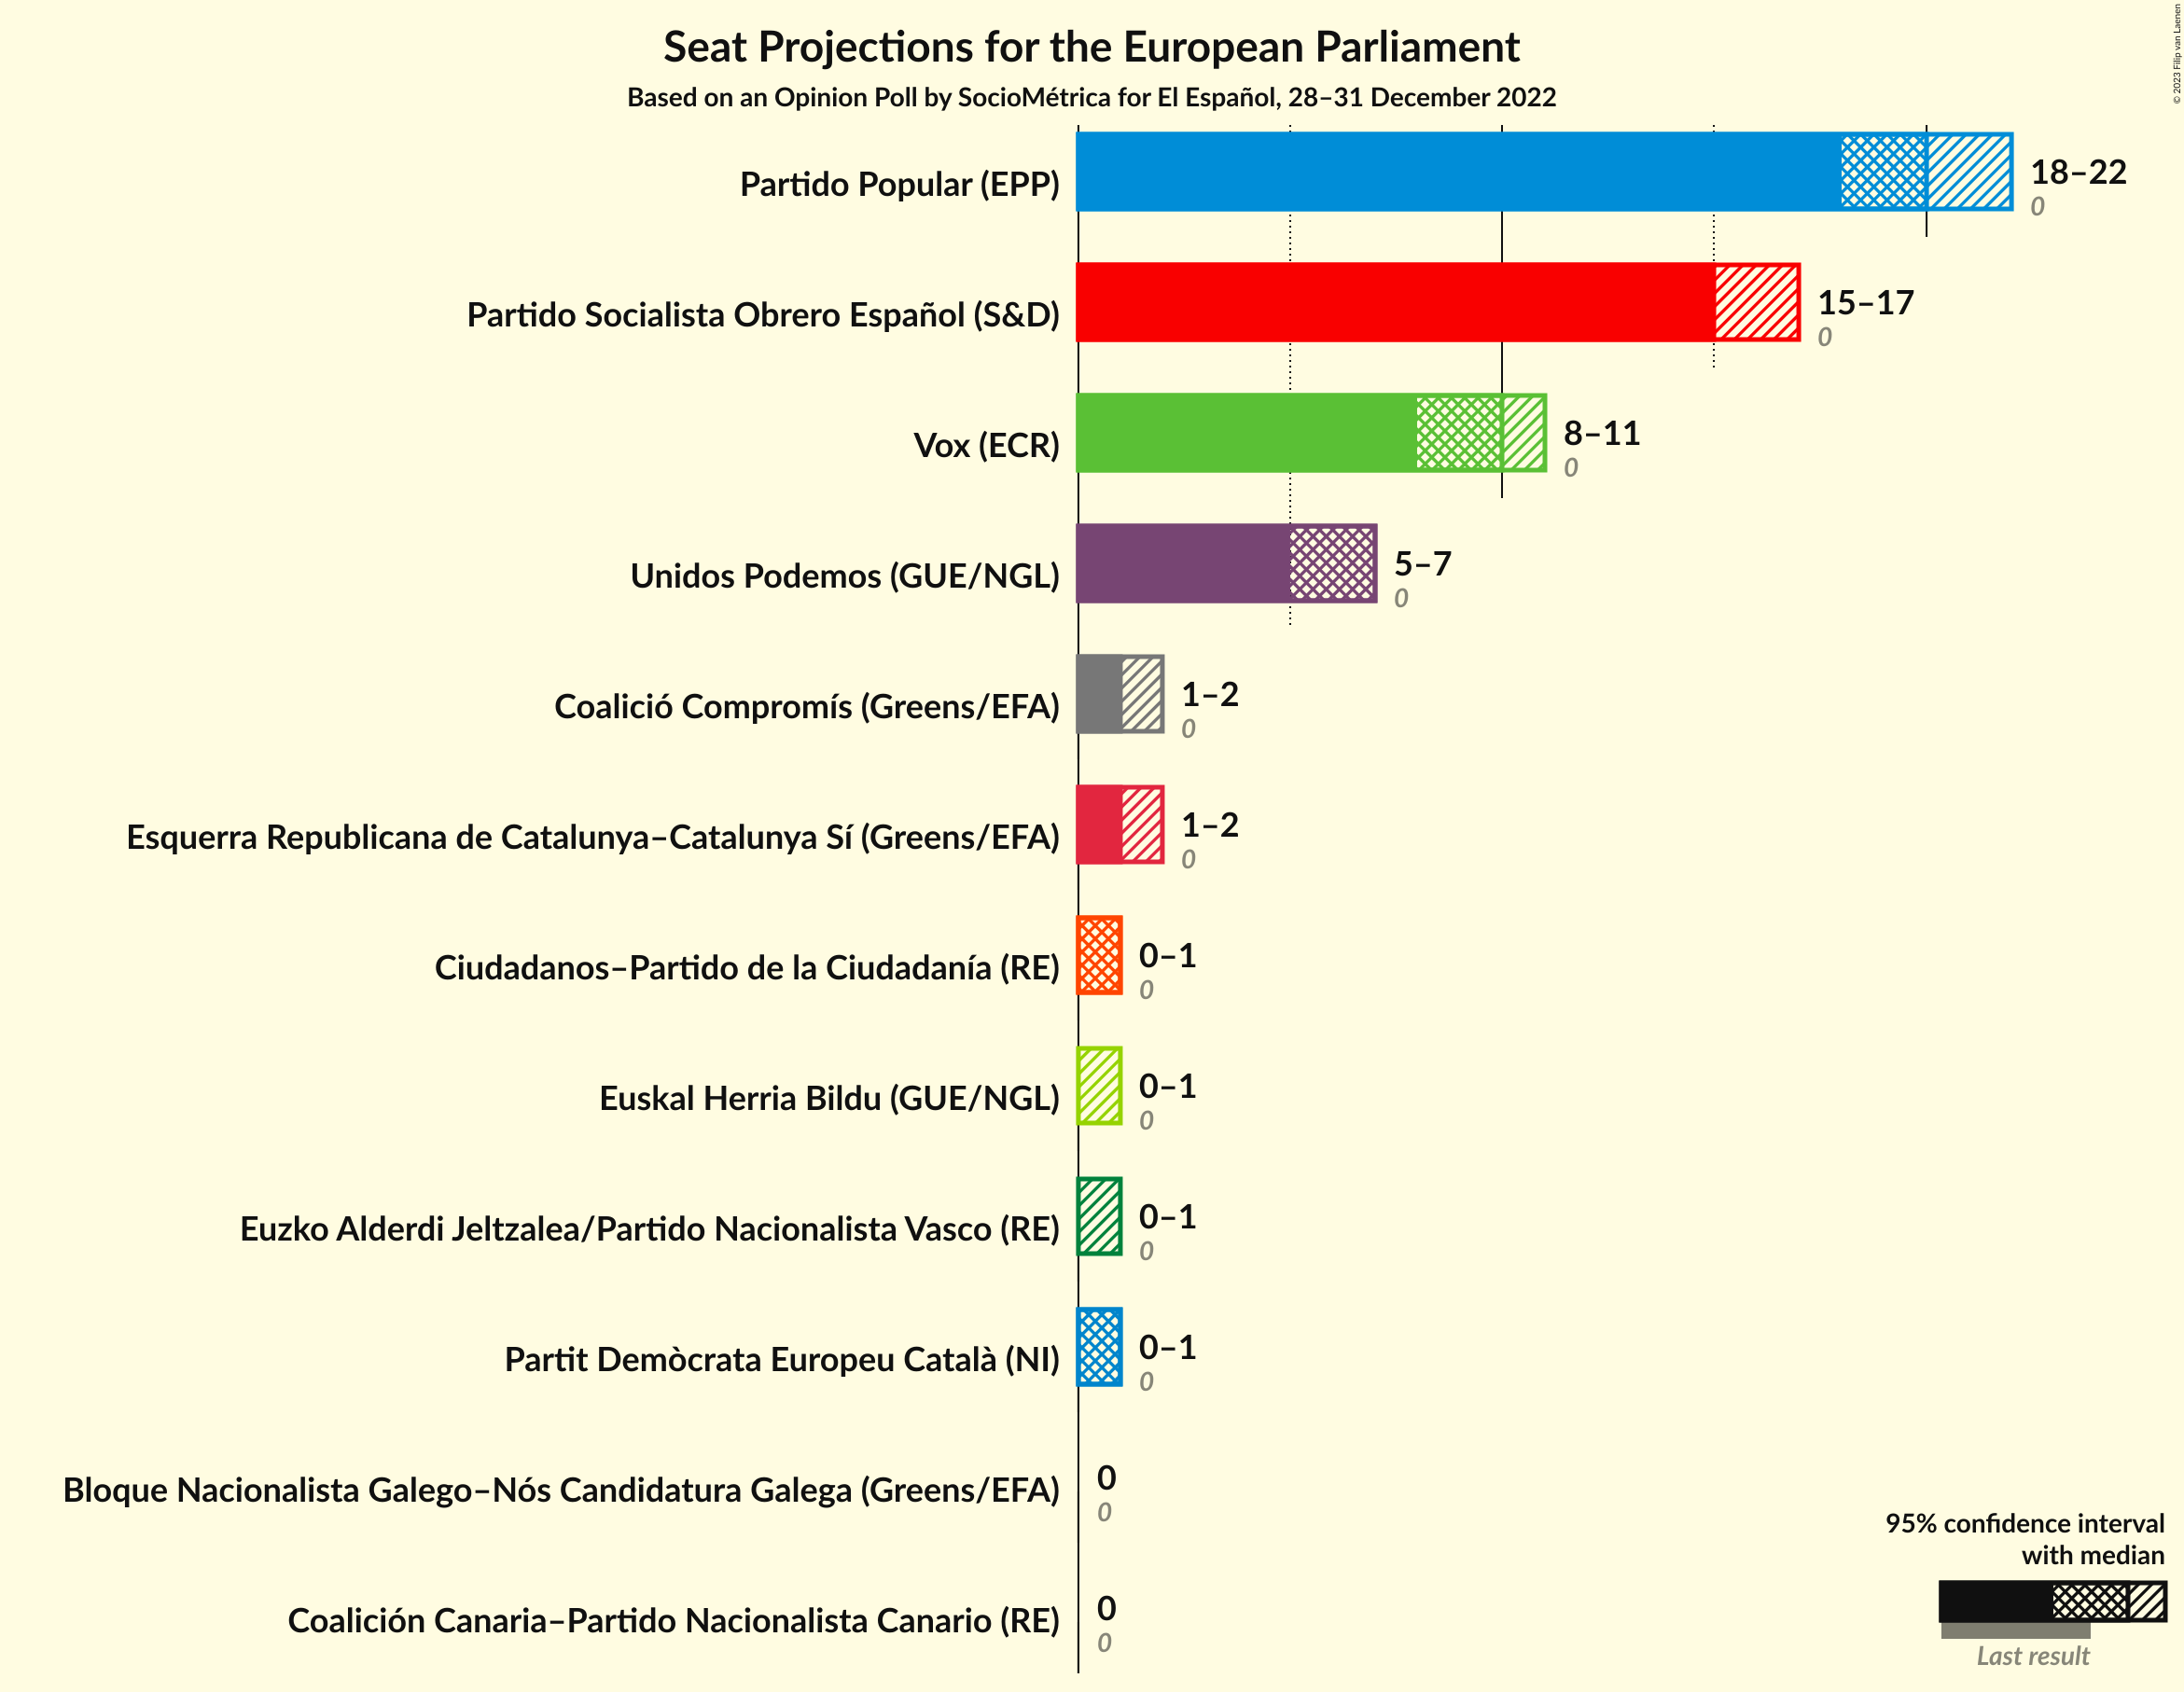 Seat Projections for the European Parliament
Based on an Opinion Poll by SocioMétrica for El Español, 28–31 December 2022
© 2023 Filip van Laenen
Partido Popular (EPP)
18–22
0
Partido Socialista Obrero Español (S&D)
15–17
0
Vox (ECR)
8–11
0
Unidos Podemos (GUE/NGL)
5–7
0
Coalició Compromís (Greens/EFA)
1–2
0
Esquerra Republicana de Catalunya–Catalunya Sí (Greens/EFA)
1–2
0
Ciudadanos–Partido de la Ciudadanía (RE)
0–1
0
Euskal Herria Bildu (GUE/NGL)
0–1
0
Euzko Alderdi Jeltzalea/Partido Nacionalista Vasco (RE)
0–1
0
Partit Demòcrata Europeu Català (NI)
0–1
0
Bloque Nacionalista Galego–Nós Candidatura Galega (Greens/EFA)
0
0
Coalición Canaria–Partido Nacionalista Canario (RE)
0
0
95% confidence interval
with median
Last result